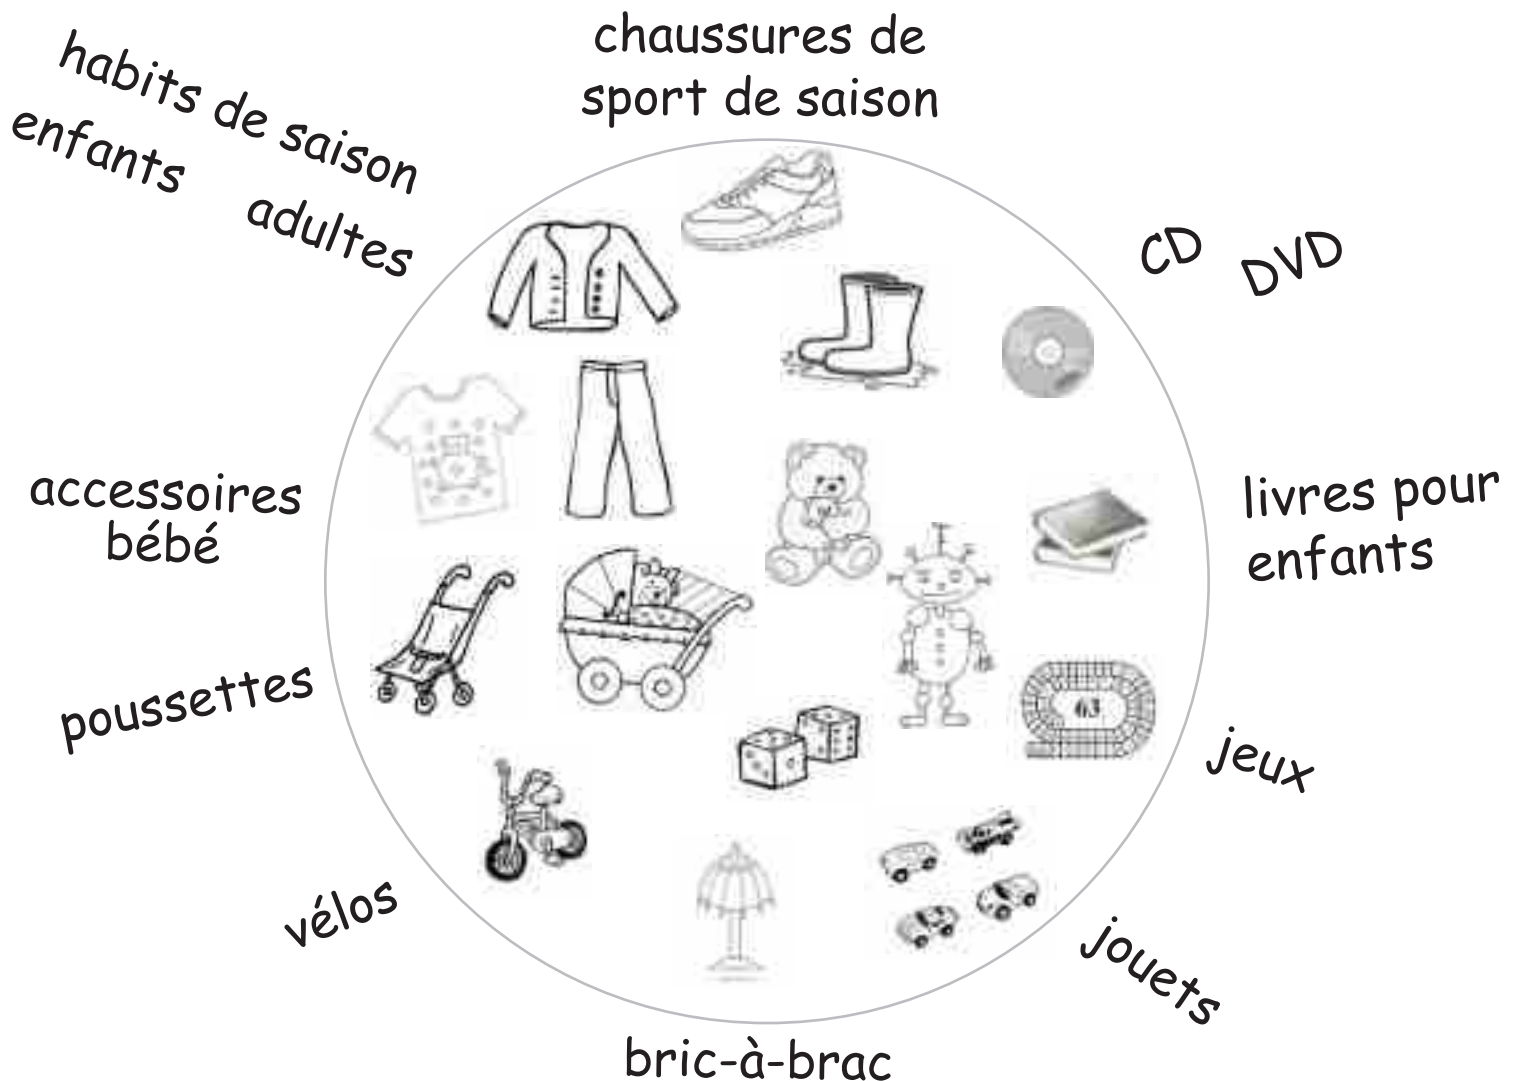 chaussures de
sport de saison
habits de saison
enfants
adultes
CD
DVD
accessoires
bébé
livres pour
enfants
poussettes
63
jeux
vélos
jouets
bric-à-brac